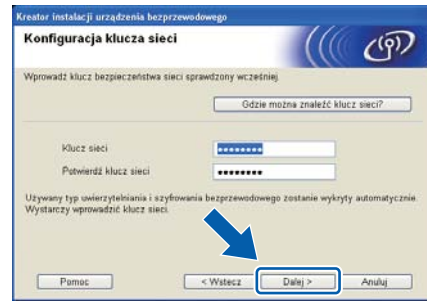 Kreator instalacji urządzenia bezprzewodowego
Konfiguracja klucza sieci
Wprowadź klucz bezpieczeństwa sieci sprawdzony wcześniej.
Gdzie można znaleźć klucz sieci?
Klucz sieci
●●●●●●●●
Potwierdź klucz sieci
●●●●●●●●
Używany typ uwierzytelniania i szyfrowania bezprzewodowego zostanie wykryty automatycznie.
Wystarczy wprowadzić klucz sieci.
Pomoc
< Wstecz
Dalej >
Anuluj